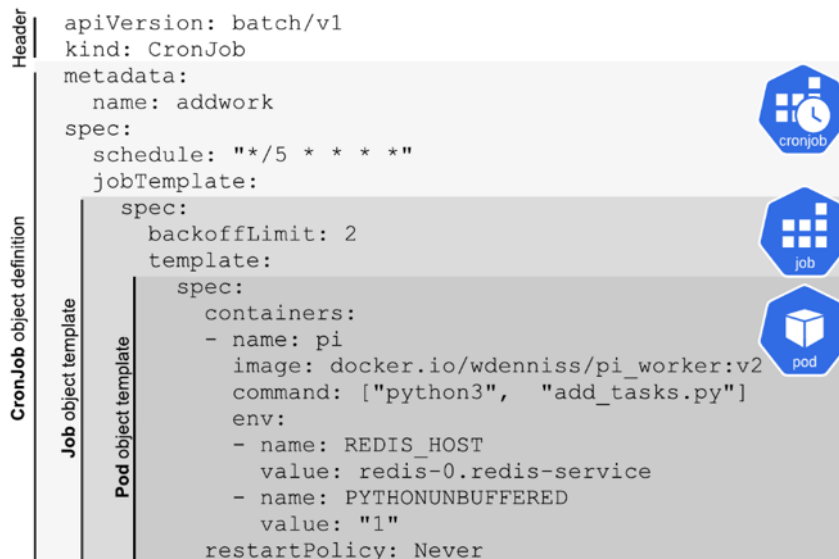 Header
apiVersion: batch/v1
kind: CronJob
CronJob object definition
metadata:
  name: addwork
spec:
  schedule: "*/5 * * * *"
  jobTemplate:
cronjob
Job object template
    spec:
      backoffLimit: 2
      template:
job
Pod object template
        spec:
          containers:
          - name: pi
            image: docker.io/wdenniss/pi_worker:v2
            command: ["python3",  "add_tasks.py"]
            env:
            - name: REDIS_HOST
              value: redis-0.redis-service
            - name: PYTHONUNBUFFERED
              value: "1"
          restartPolicy: Never
pod